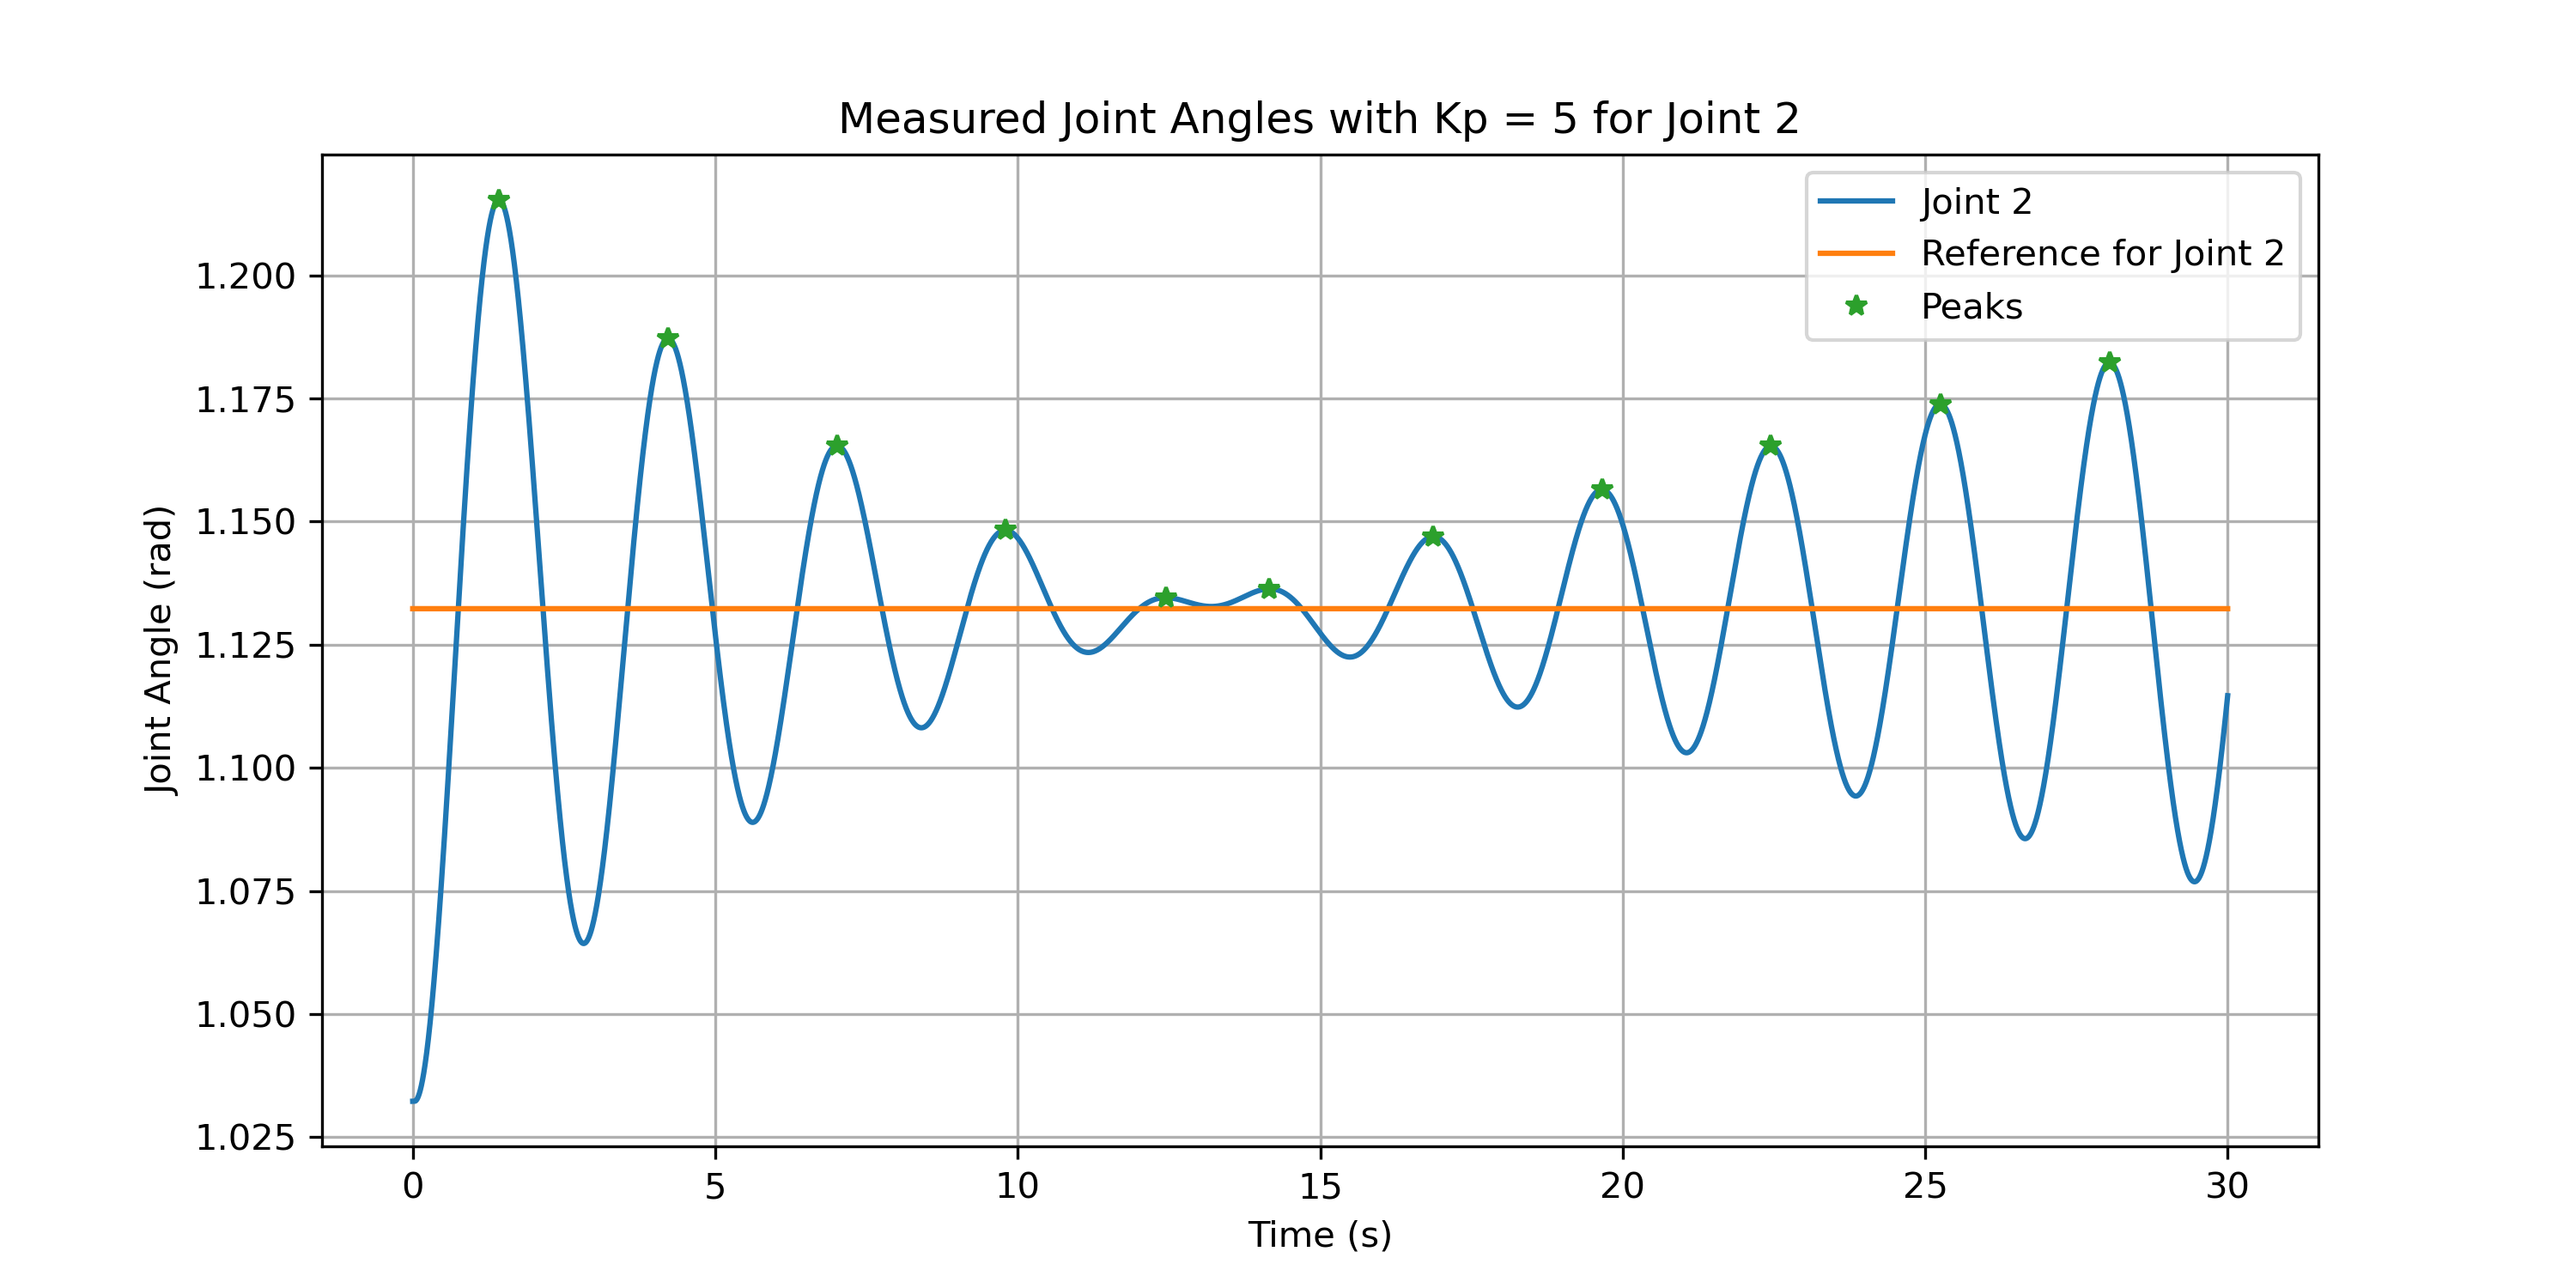 Measured Joint Angles with Kp = 5 for Joint 2
Joint 2
Reference for Joint 2
Peaks
1.200
1.175
1.150
1.125
1.100
1.075
1.050
1.025
Joint Angle (rad)
0 5 10 15 20 25 30
Time (s)